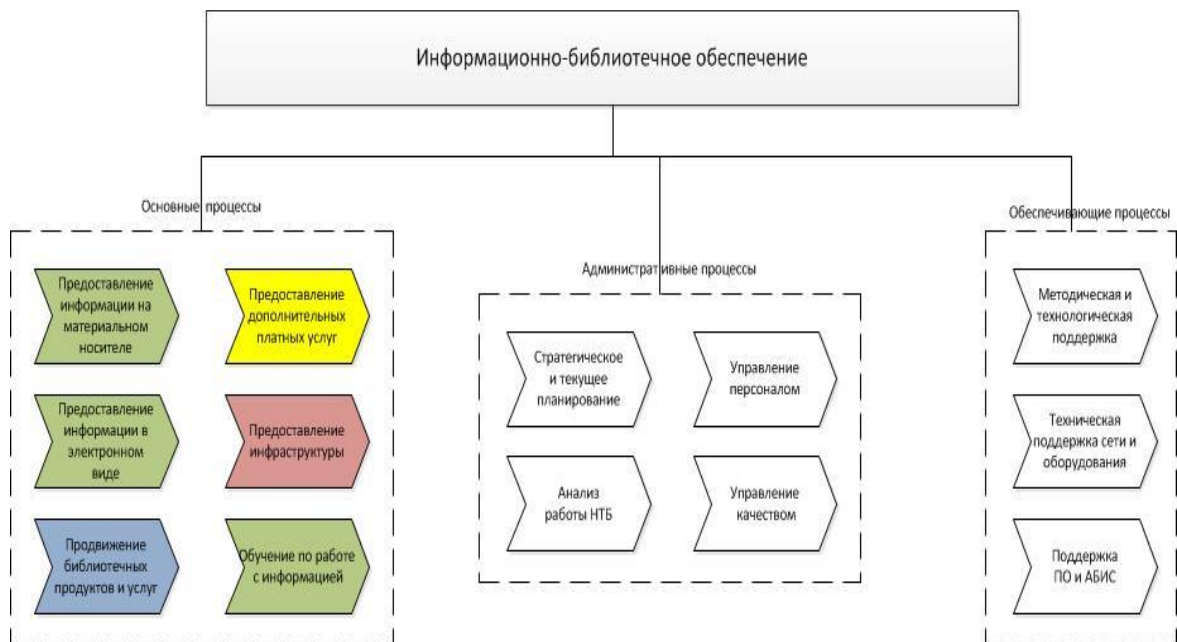 Информационно-библиотечное обеспечение
Основные процессы
Предоставление
информации на
материальном
носителе
Предоставление
дополнительных
платных услуг
Предоставление
информации в
электронном
виде
Предоставление
инфраструктуры
Продвижение
библиотечных
продуктов и услуг
Обучение по работе
с информацией
Административные процессы
Стратегическое
и текущее
планирование
Управление
персоналом
Анализ
работы НТБ
Управление
качеством
Обеспечивающие процессы
Методическая и
технологическая
поддержка
Техническая
поддержка сети и
оборудования
Поддержка
ПО и АБИС